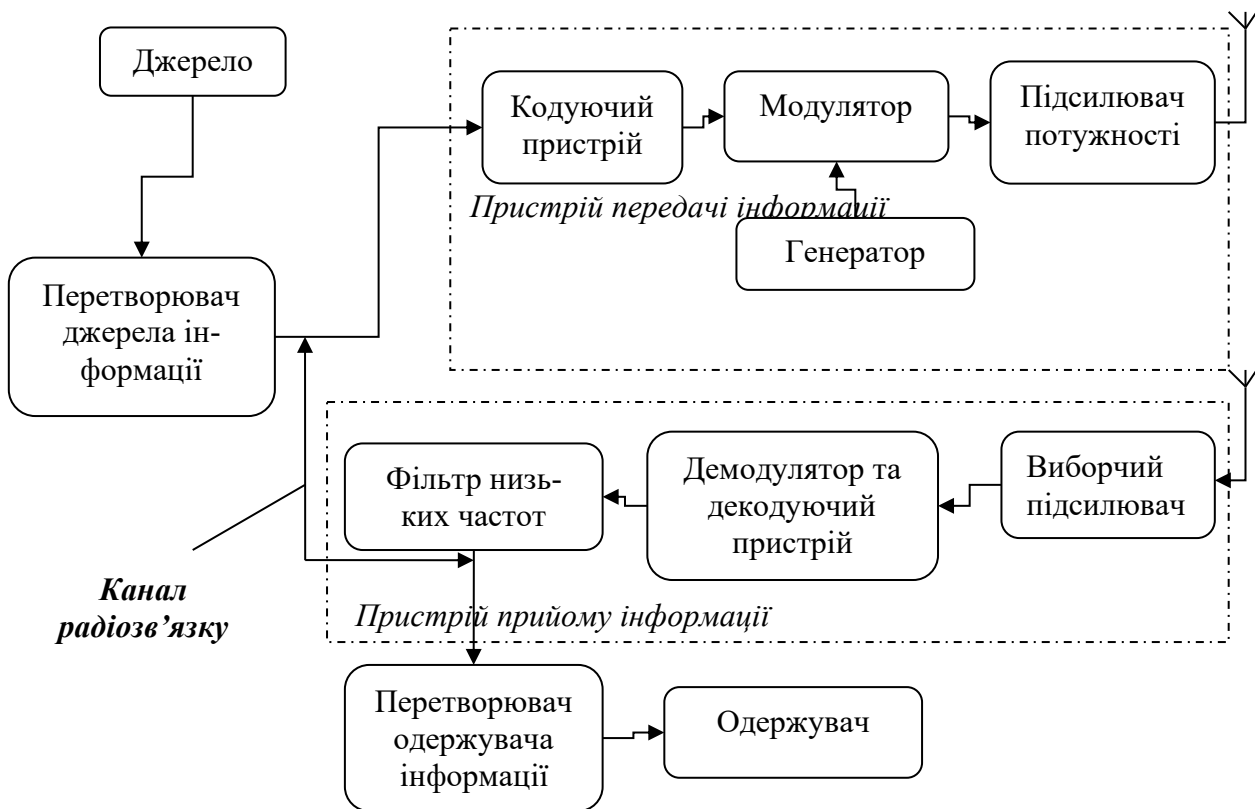 Джерело
Кодуючий
пристрій
Модулятор
Підсилювач
потужності
Пристрій передачі інформації
Генератор
Перетворювач
джерела ін-
формації
Фільтр низь-
ких частот
Демодулятор та
декодуючий
пристрій
Виборчий
підсилювач
Канал
радіозв’язку
Пристрій прийому інформації
Перетворювач
одержувача
інформації
Одержувач